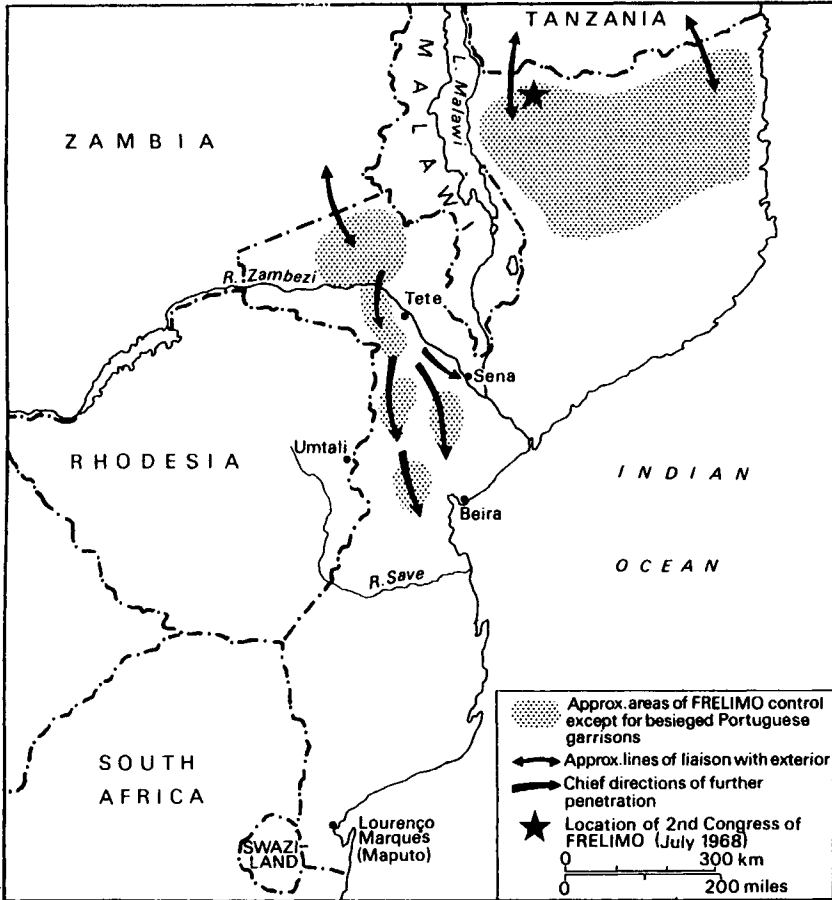 TANZANIA
MALAWI
L. Malawi
ZAMBIA
R. Zambezi
Tete
Sena
Umtali
RHODESIA
INDIAN
Beira
OCEAN
R. Save
SOUTH
AFRICA
Lourenço
Marques
(Maputo)
SWAZI-
LAND
Approx. areas of FRELIMO control
except for besieged Portuguese
garrisons
Approx. lines of liaison with exterior
Chief directions of further
penetration
Location of 2nd Congress of
FRELIMO (July 1968)
0 300 km
0 200 miles